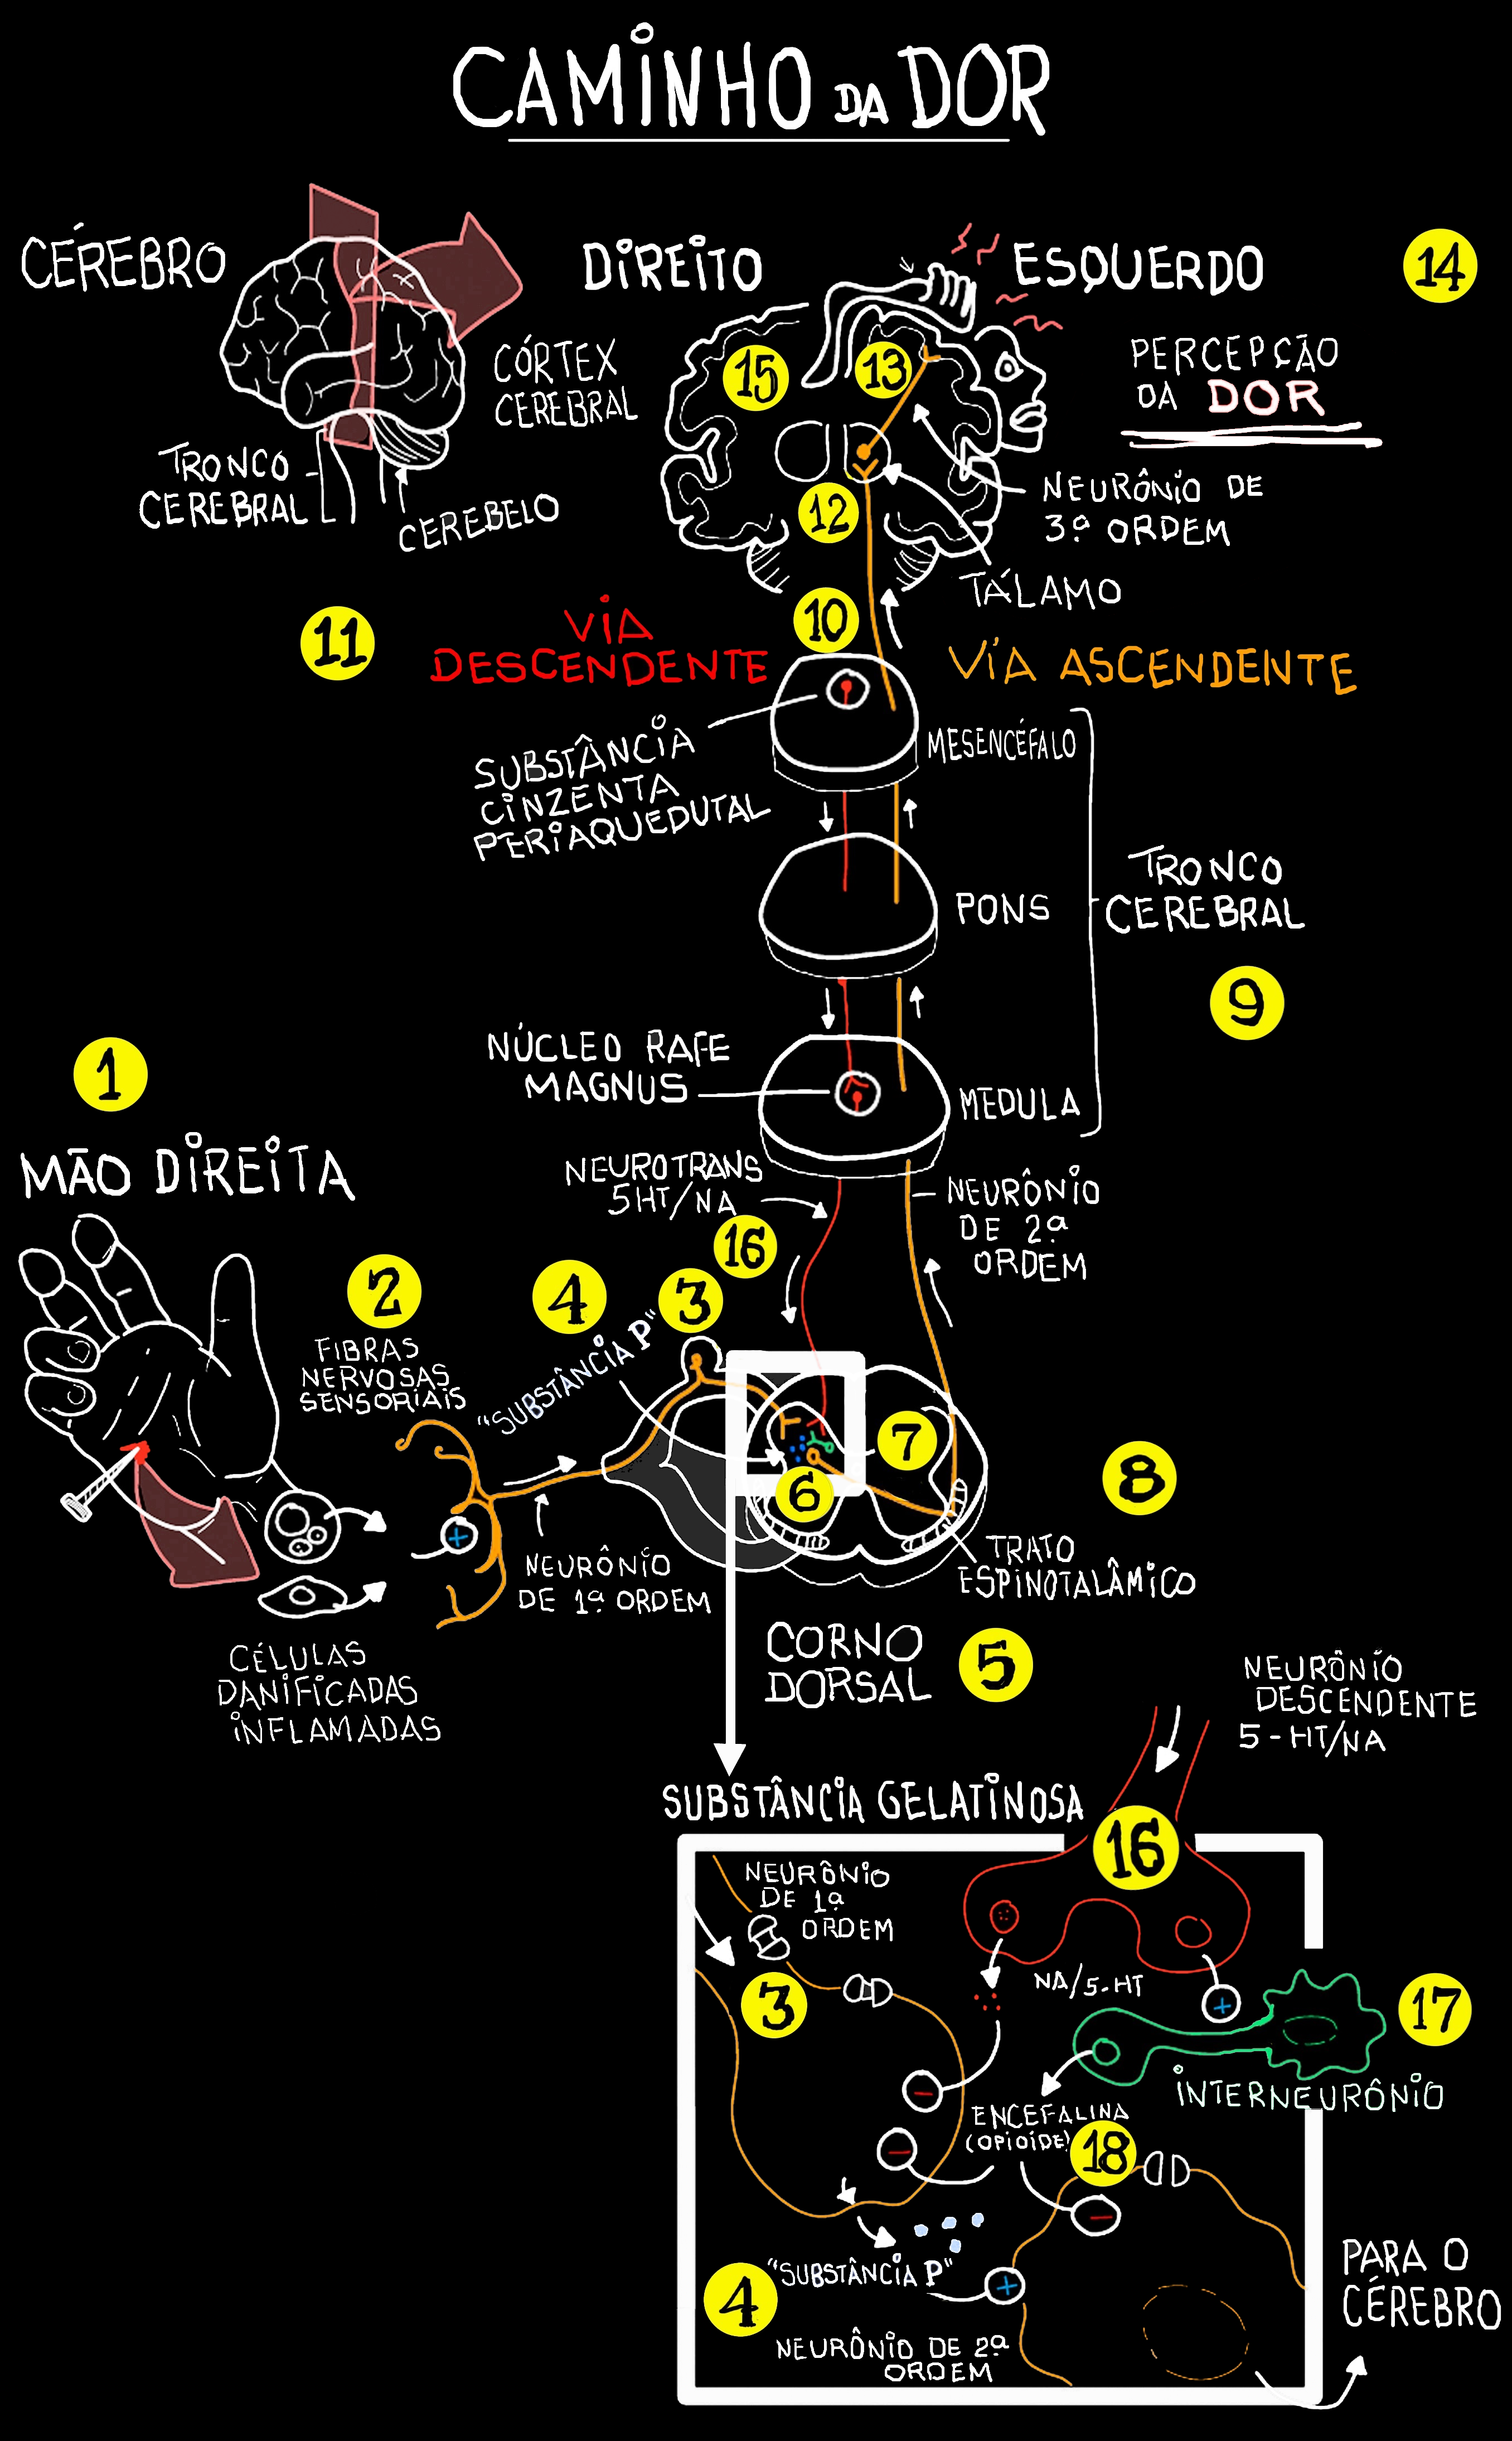 CAMINHO DA DOR
CÉREBRO
DIREITO
ESQUERDO
14
CÓRTEX
CEREBRAL
15
13
PERCEPÇÃO
DA DOR
TRONCO
CEREBRAL
CEREBELO
12
NEURÔNIO DE
3ª ORDEM
TÁLAMO
11
VIA
DESCENDENTE
10
VÍA ASCENDENTE
SUBSTÂNCIA
CINZENTA
PERIAQUEDUTAL
MESENCÉFALO
PONS
TRONCO
CEREBRAL
9
NÚCLEO RAFE
MAGNUS
MEDULA
1
MÃO DIREITA
NEUROTRANS
5HT/NA
16
NEURÔNIO
DE 2ª
ORDEM
2
FIBRAS
NERVOSAS
SENSORIAIS
4
"SUBSTÂNCIA P"
3
7
6
8
+
NEURÔNIO
DE 1ª ORDEM
TRATO
ESPINOTALÂMICO
CÉLULAS
DANIFICADAS
INFLAMADAS
CORNO
DORSAL
5
NEURÔNIO
DESCENDENTE
5-HT/NA
SUBSTÂNCIA GELATINOSA
16
NEURÔNIO
DE 1ª
ORDEM
3
NA/5-HT
+
17
INTERNEURÔNIO
-
ENCEFALINA
(OPIOIDE)
18
-
-
"SUBSTÂNCIA P"
4
+
NEURÔNIO DE 2ª
ORDEM
PARA O
CÉREBRO